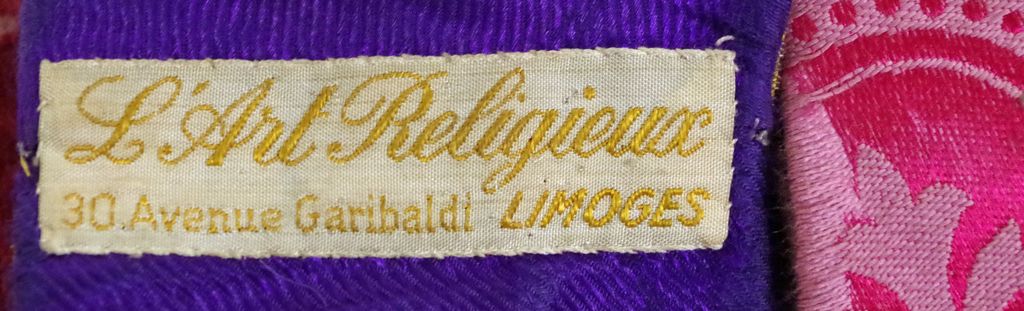 L'Art Religieux
30.Avenue Garibaldi LIMOGES